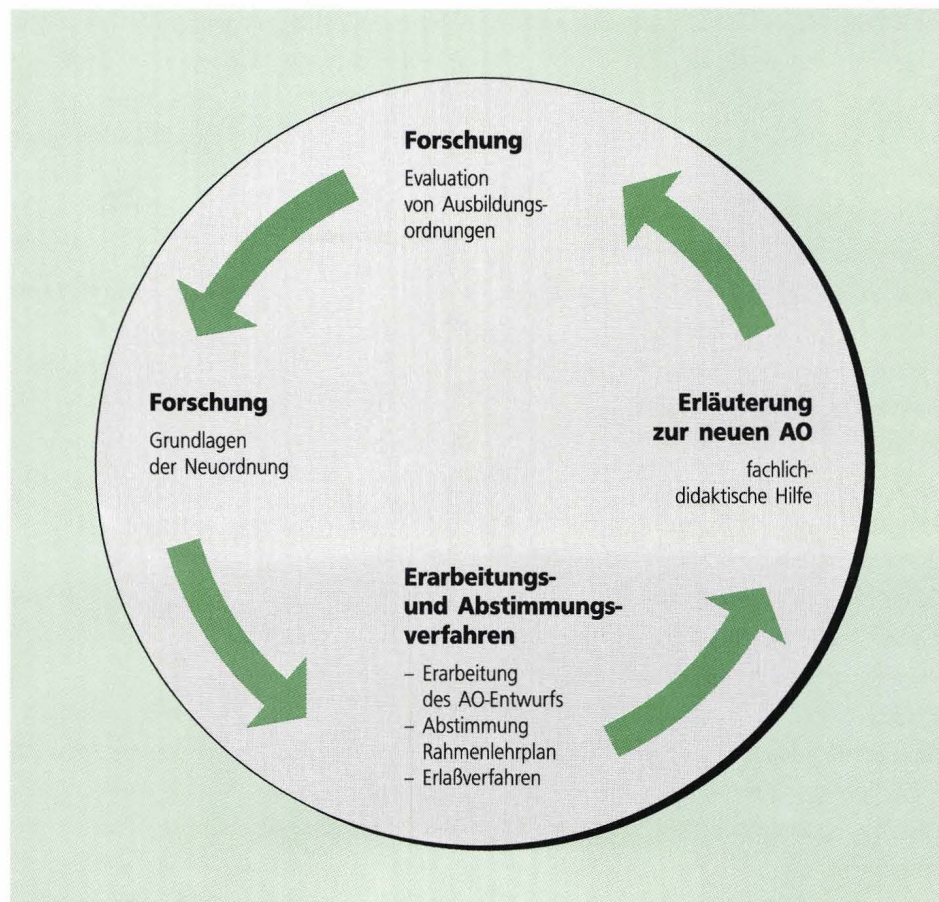 Forschung
Evaluation
von Ausbildungs-
ordnungen
Forschung
Grundlagen
der Neuordnung
Erläuterung
zur neuen AO
fachlich-
didaktische Hilfe
Erarbeitungs-
und Abstimmungs-
verfahren
– Erarbeitung
des AO-Entwurfs
– Abstimmung
Rahmenlehrplan
– Erlaßverfahren